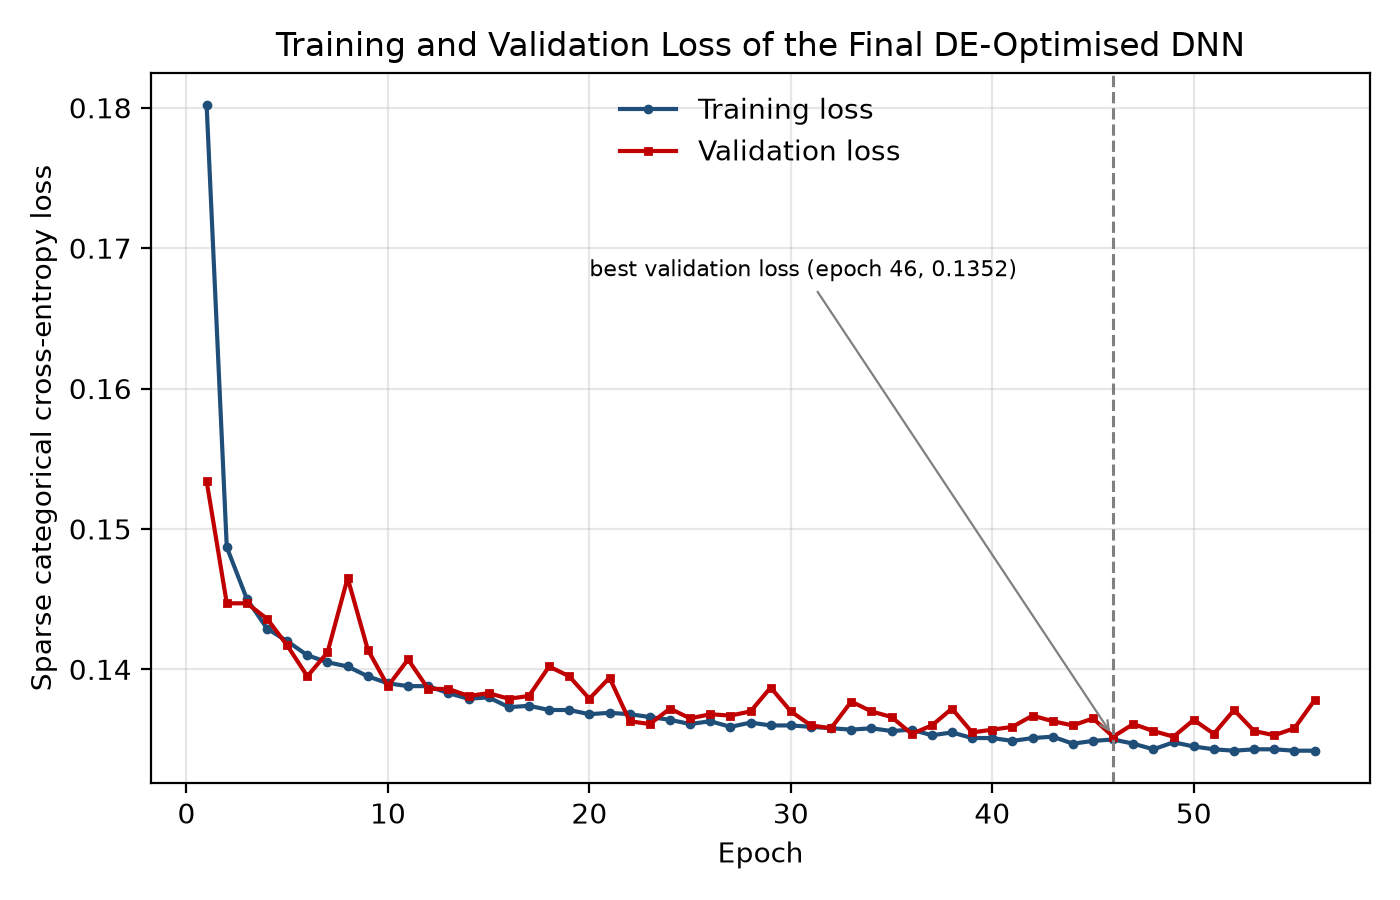 Training and Validation Loss of the Final DE-Optimised DNN
Sparse categorical cross-entropy loss
0.18
0.17
0.16
0.15
0.14
Training loss
Validation loss
best validation loss (epoch 46, 0.1352)
0
10
20
30
40
50
Epoch